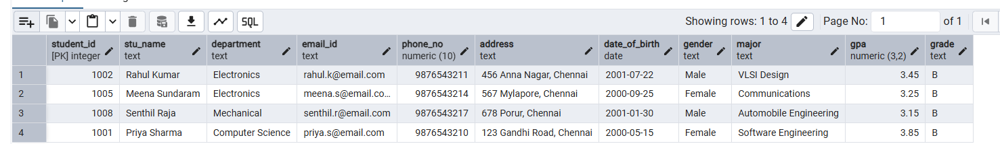 SQL Showing rows: 1 to 4 Page No: 1 of 1
student_id stu_name department email_id phone_no address date_of_birth gender major gpa grade
[PK] integer text text text numeric (10) text date text text numeric (3,2) text
1 1002 Rahul Kumar Electronics rahul.k@email.com 9876543211 456 Anna Nagar, Chennai 2001-07-22 Male VLSI Design 3.45 B
2 1005 Meena Sundaram Electronics meena.s@email.co... 9876543214 567 Mylapore, Chennai 2000-09-25 Female Communications 3.25 B
3 1008 Senthil Raja Mechanical senthil.r@email.com 9876543217 678 Porur, Chennai 2001-01-30 Male Automobile Engineering 3.15 B
4 1001 Priya Sharma Computer Science priya.s@email.com 9876543210 123 Gandhi Road, Chennai 2000-05-15 Female Software Engineering 3.85 B